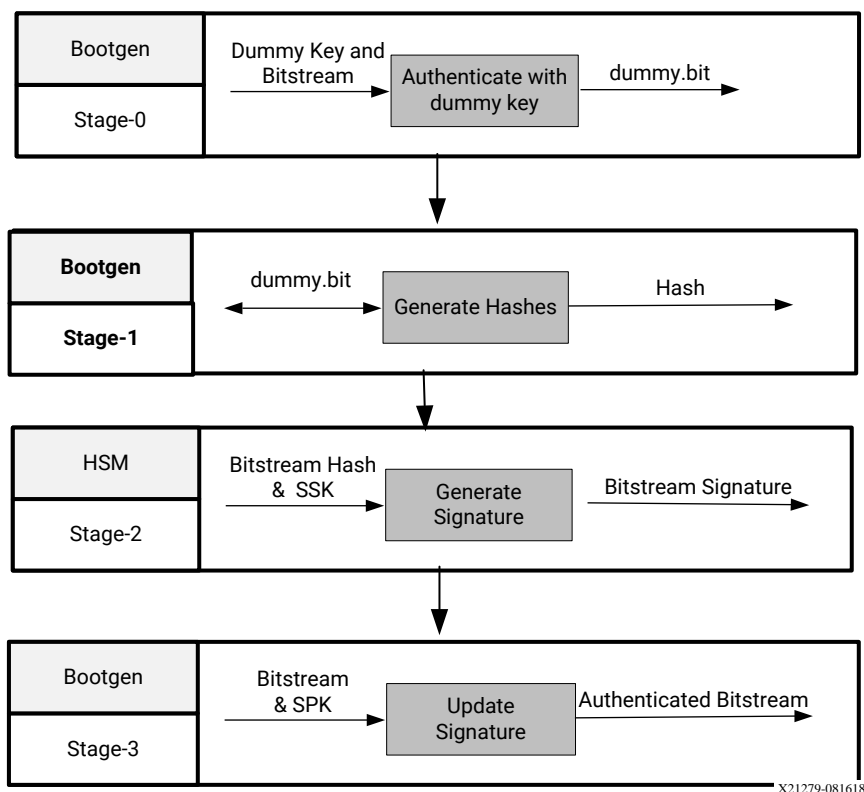 Bootgen
Stage-0
Dummy Key and
Bitstream
Authenticate with
dummy key
dummy.bit
Bootgen
Stage-1
dummy.bit
Generate Hashes
Hash
HSM
Stage-2
Bitstream Hash
& SSK
Generate
Signature
Bitstream Signature
Bootgen
Stage-3
Bitstream
& SPK
Update
Signature
Authenticated Bitstream
X21279-081618